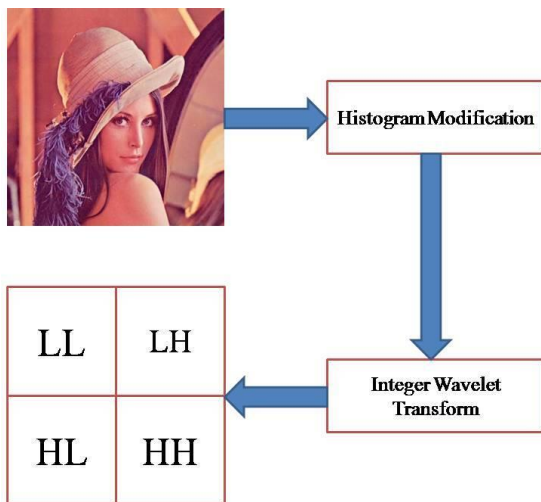 Histogram Modification
Integer Wavelet
Transform
LL
LH
HL
HH